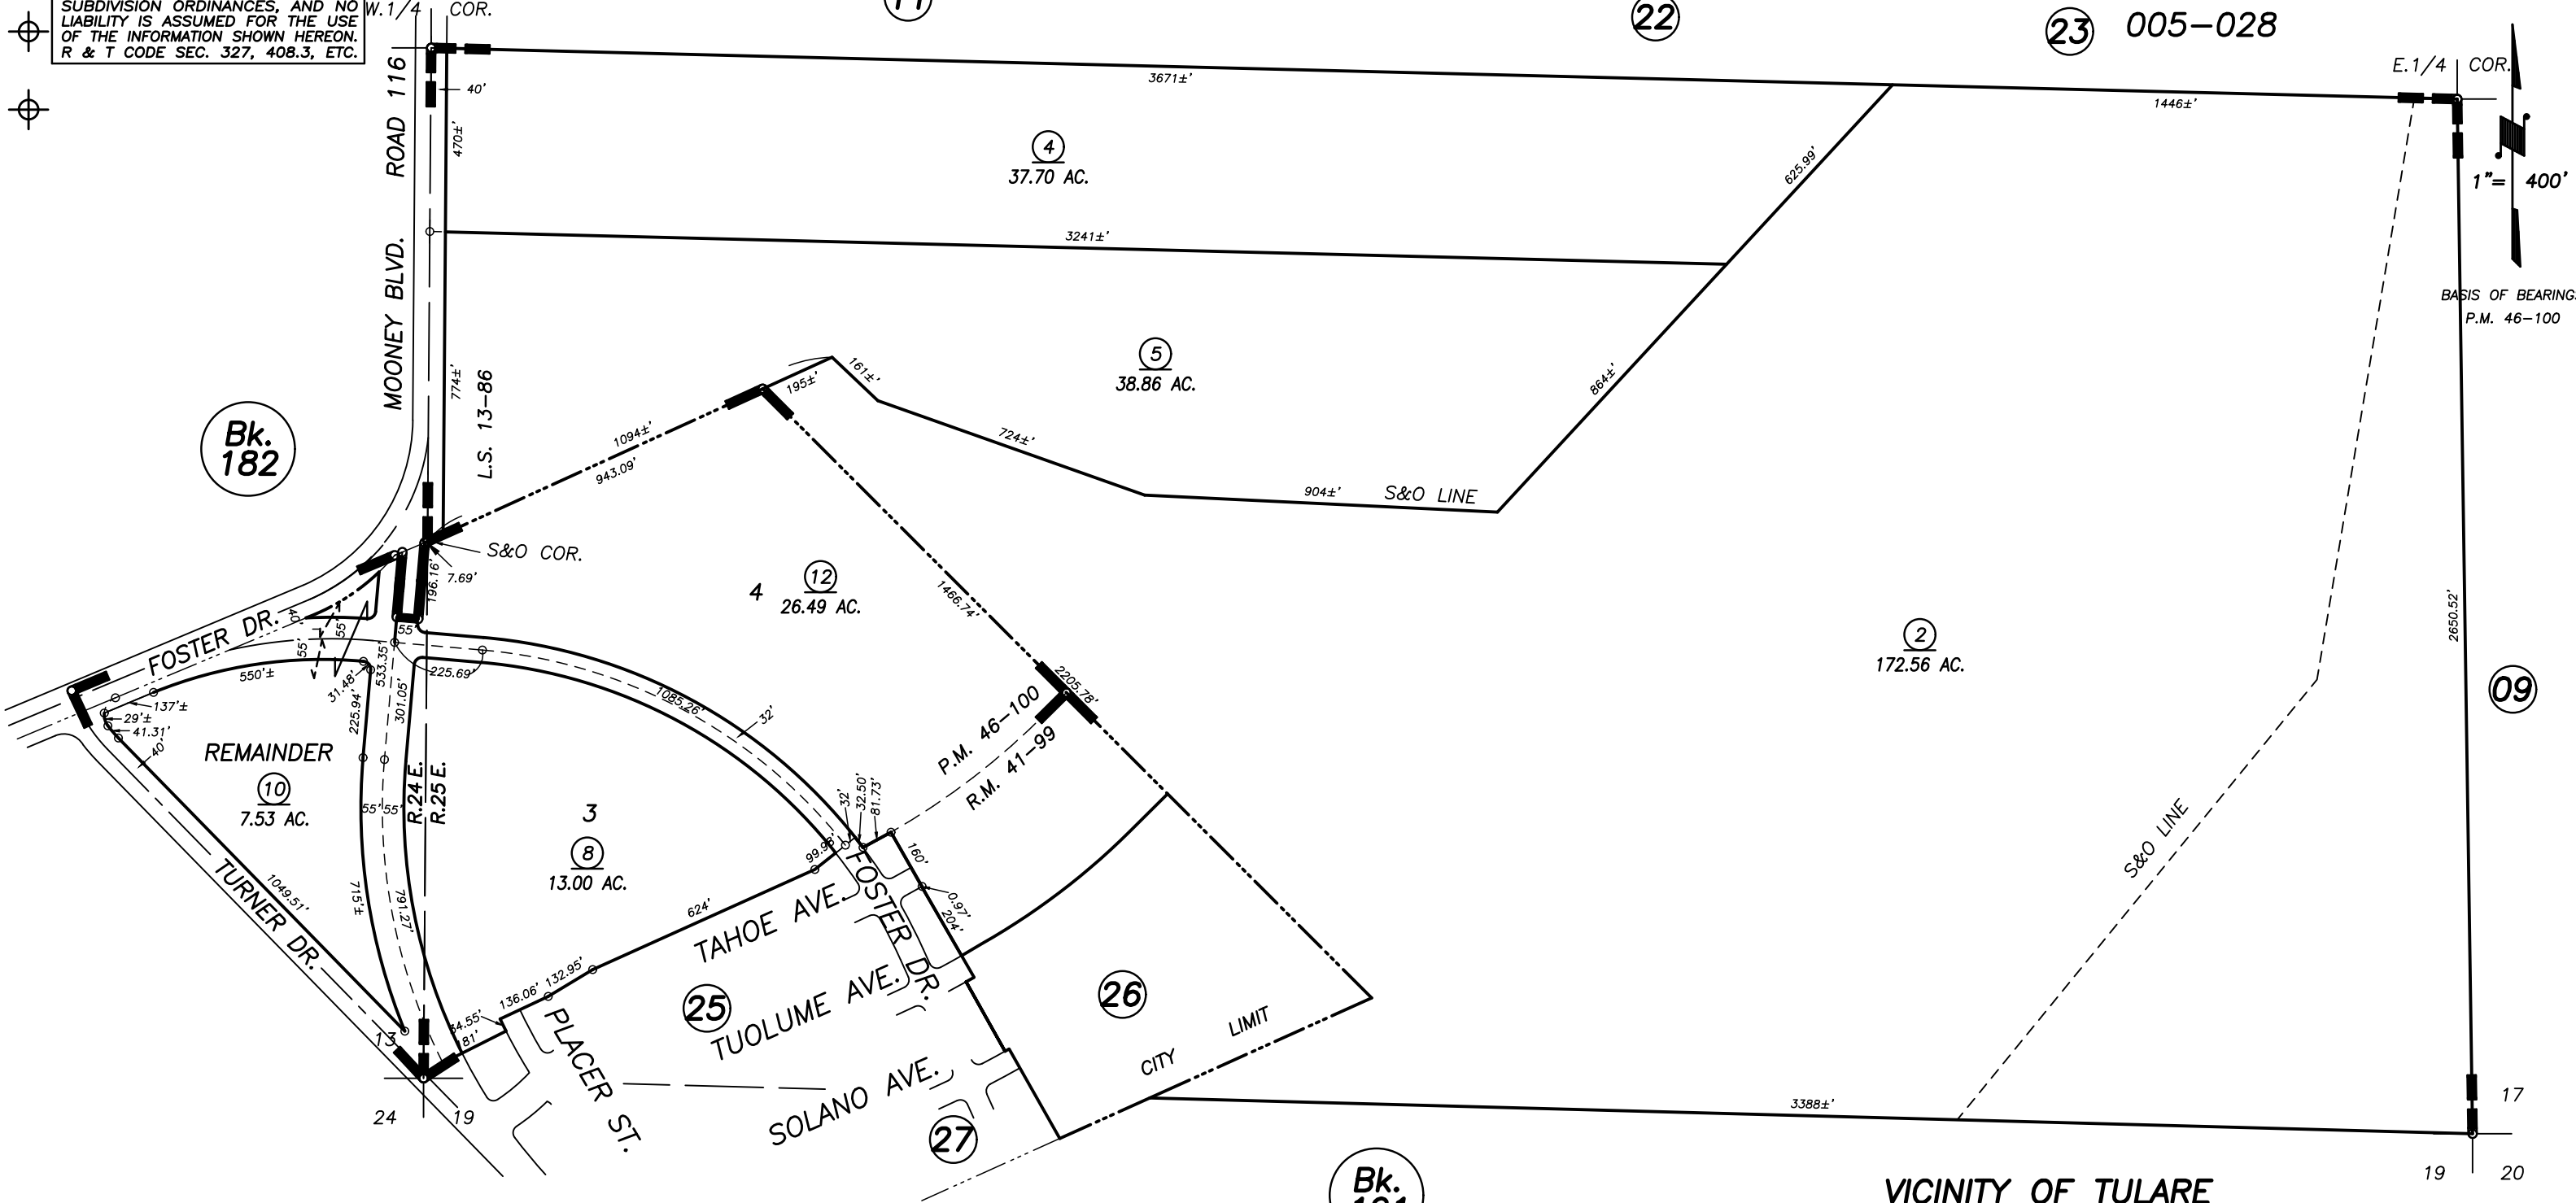 SUBDIVISION ORDINANCES, AND NO
LIABILITY IS ASSUMED FOR THE USE
OF THE INFORMATION SHOWN HEREON.
R & T CODE SEC. 327, 408.3, ETC.
W.1/4 COR.
22
23
005-028
E.1/4 COR.
40'
3671±'
1446±'
ROAD 116
470±'
4
37.70 AC.
625.99'
1"= 400'
3241±'
BASIS OF BEARING
P.M. 46-100
MOONEY BLVD.
774±'
L.S. 13-86
5
38.86 AC.
161±'
195±'
864±'
Bk.
182
1094±'
943.09'
724±'
904±'
S&O LINE
S&O COR.
7.69'
196.16'
4
12
26.49 AC.
1466.74'
2205.78'
2
172.56 AC.
2650.52'
09
FOSTER DR.
40'
55'
55'
55'
550'±
31.48'
533.35'
225.69'
1085.26'
32'
137'±
29'±
41.31'
40'
225.94'
301.05'
REMAINDER
10
7.53 AC.
R.24 E.
R.25 E.
55'
55'
P.M. 46-100
R.M. 41-99
3
8
13.00 AC.
99.98'
32'
32.50'
81.73'
160'
0.97'
204'
TURNER DR.
1049.51'
715'±
791.27'
624'
TAHOE AVE.
FOSTER DR.
S&O LINE
132.95'
136.06'
34.55'
81'
25
TUOLUME AVE.
26
CITY LIMIT
PLACER ST.
SOLANO AVE.
27
3388±'
13
24
19
17
19
20
Bk.
VICINITY OF TULARE